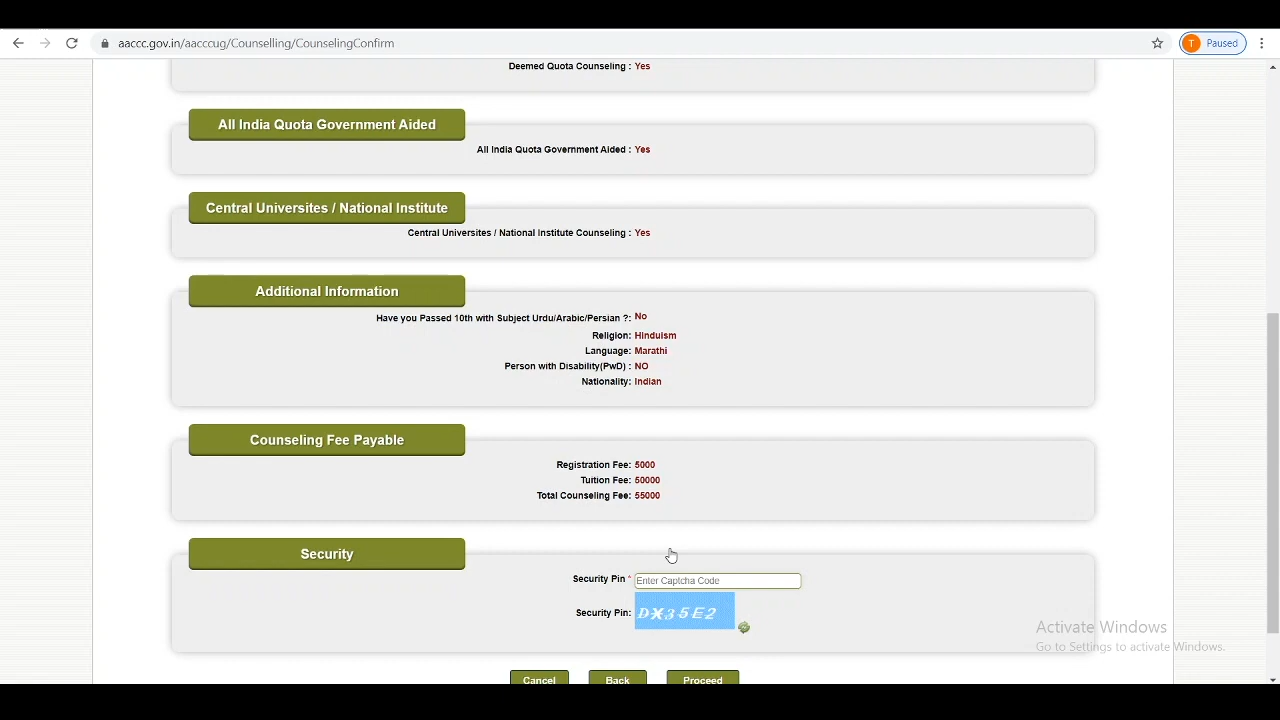 aaccc.gov.in/aacccug/Counselling/CounselingConfirm
T Paused
Deemed Quota Counseling : Yes
All India Quota Government Aided
All India Quota Government Aided : Yes
Central Universites / National Institute
Central Universites / National Institute Counseling : Yes
Additional Information
Have you Passed 10th with Subject Urdu/Arabic/Persian ?: No
Religion: Hinduism
Language: Marathi
Person with Disability(PwD) : NO
Nationality: Indian
Counseling Fee Payable
Registration Fee: 5000
Tuition Fee: 50000
Total Counseling Fee: 55000
Security
Security Pin * Enter Captcha Code
Security Pin: DX35E2
Activate Windows
Go to Settings to activate Windows.
Cancel Back Proceed